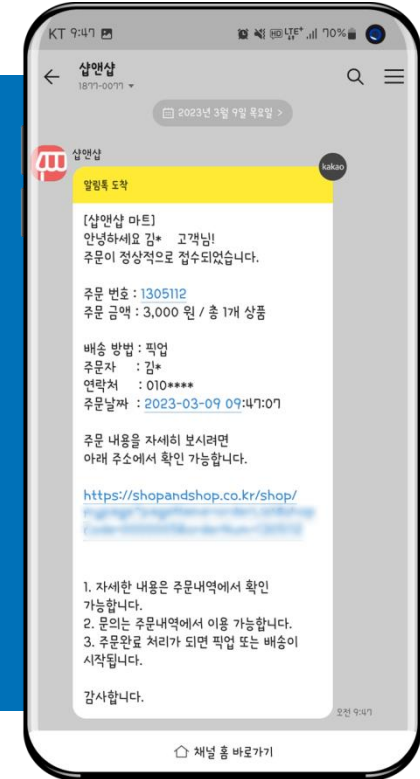 KT 9:47 HD LTE+ 70%
샵앤샵
1877-0077
2023년 3월 9일 목요일 >
샵앤샵
kakao
알림톡 도착
[샵앤샵 마트]
안녕하세요 김* 고객님!
주문이 정상적으로 접수되었습니다.
주문 번호 : 1305112
주문 금액 : 3,000 원 / 총 1개 상품
배송 방법 : 픽업
주문자 : 김*
연락처 : 010****
주문날짜 : 2023-03-09 09:47:07
주문 내용을 자세히 보시려면
아래 주소에서 확인 가능합니다.
https://shopandshop.co.kr/shop/
1. 자세한 내용은 주문내역에서 확인
가능합니다.
2. 문의는 주문내역에서 이용 가능합니다.
3. 주문완료 처리가 되면 픽업 또는 배송이
시작됩니다.
감사합니다.
오전 9:47
채널 홈 바로가기